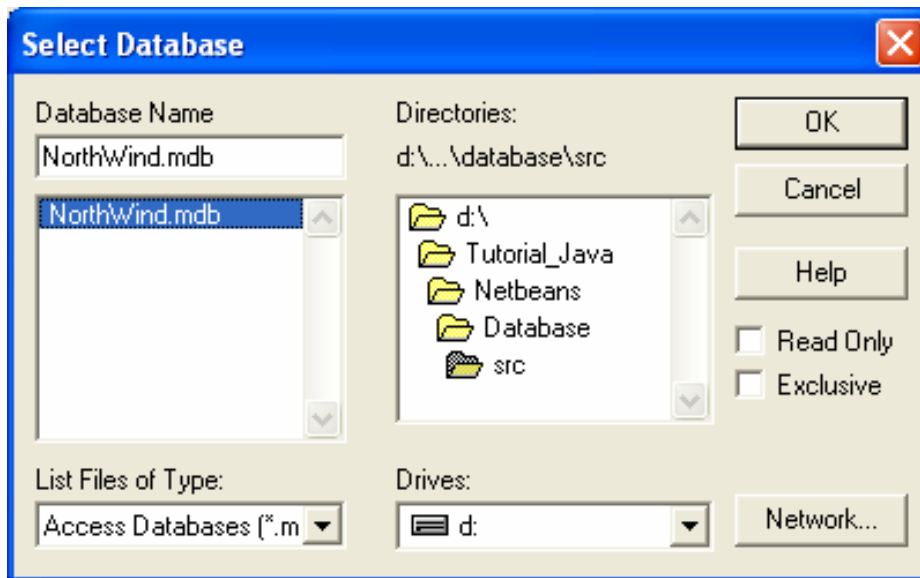 Select Database
Database Name
NorthWind.mdb
NorthWind.mdb
List Files of Type:
Access Databases (*.m
Directories:
d:\...\database\src
d:\
Tutorial_Java
Netbeans
Database
src
Drives:
d:
OK
Cancel
Help
Read Only
Exclusive
Network...